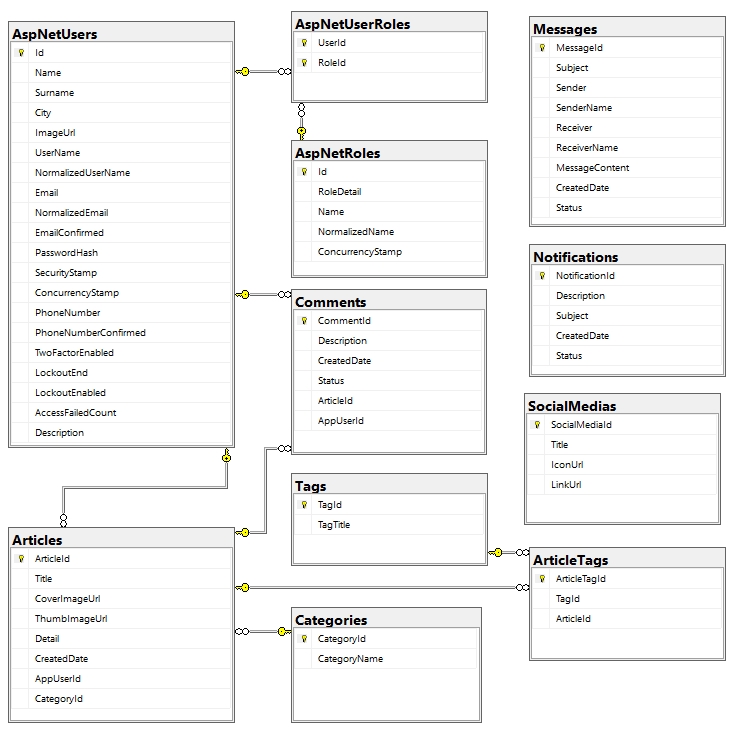 AspNetUsers
Id
Name
Surname
City
ImageUrl
UserName
NormalizedUserName
Email
NormalizedEmail
EmailConfirmed
PasswordHash
SecurityStamp
ConcurrencyStamp
PhoneNumber
PhoneNumberConfirmed
TwoFactorEnabled
LockoutEnd
LockoutEnabled
AccessFailedCount
Description
Articles
ArticleId
Title
CoverImageUrl
ThumbImageUrl
Detail
CreatedDate
AppUserId
CategoryId
AspNetUserRoles
UserId
RoleId
AspNetRoles
Id
RoleDetail
Name
NormalizedName
ConcurrencyStamp
Comments
CommentId
Description
CreatedDate
Status
ArticleId
AppUserId
Tags
TagId
TagTitle
Categories
CategoryId
CategoryName
Messages
MessageId
Subject
Sender
SenderName
Receiver
ReceiverName
MessageContent
CreatedDate
Status
Notifications
NotificationId
Description
Subject
CreatedDate
Status
SocialMedias
SocialMediaId
Title
IconUrl
LinkUrl
ArticleTags
ArticleTagId
TagId
ArticleId